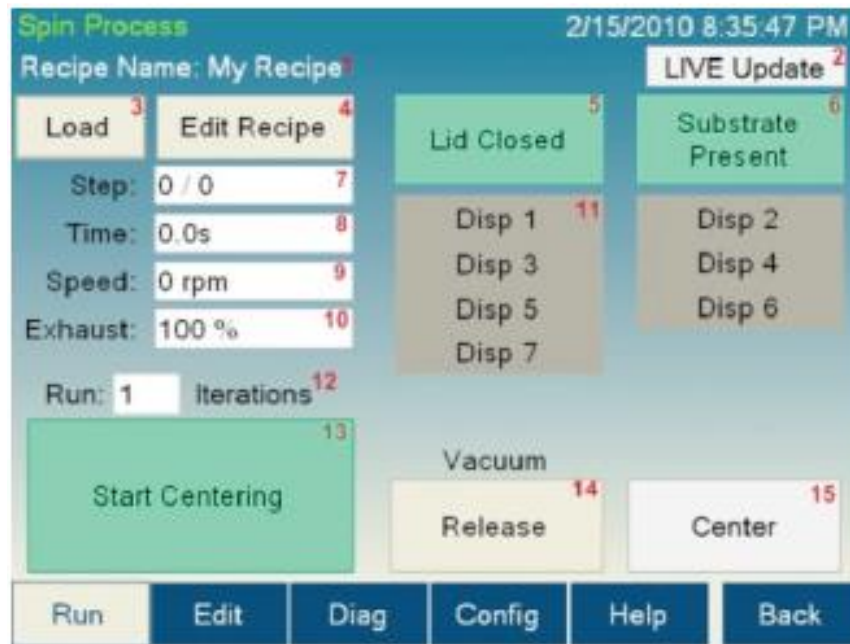 Spin Process 2/15/2010 8:35:47 PM
Recipe Name: My Recipe 1
LIVE Update 2
Load 3
Edit Recipe 4
Lid Closed 5
Substrate Present 6
Step: 0 / 0 7
Time: 0.0s 8
Speed: 0 rpm 9
Exhaust: 100 % 10
Disp 1 11
Disp 3
Disp 5
Disp 7
Disp 2
Disp 4
Disp 6
Run: 1 Iterations 12
Start Centering 13
Vacuum
Release 14
Center 15
Run Edit Diag Config Help Back